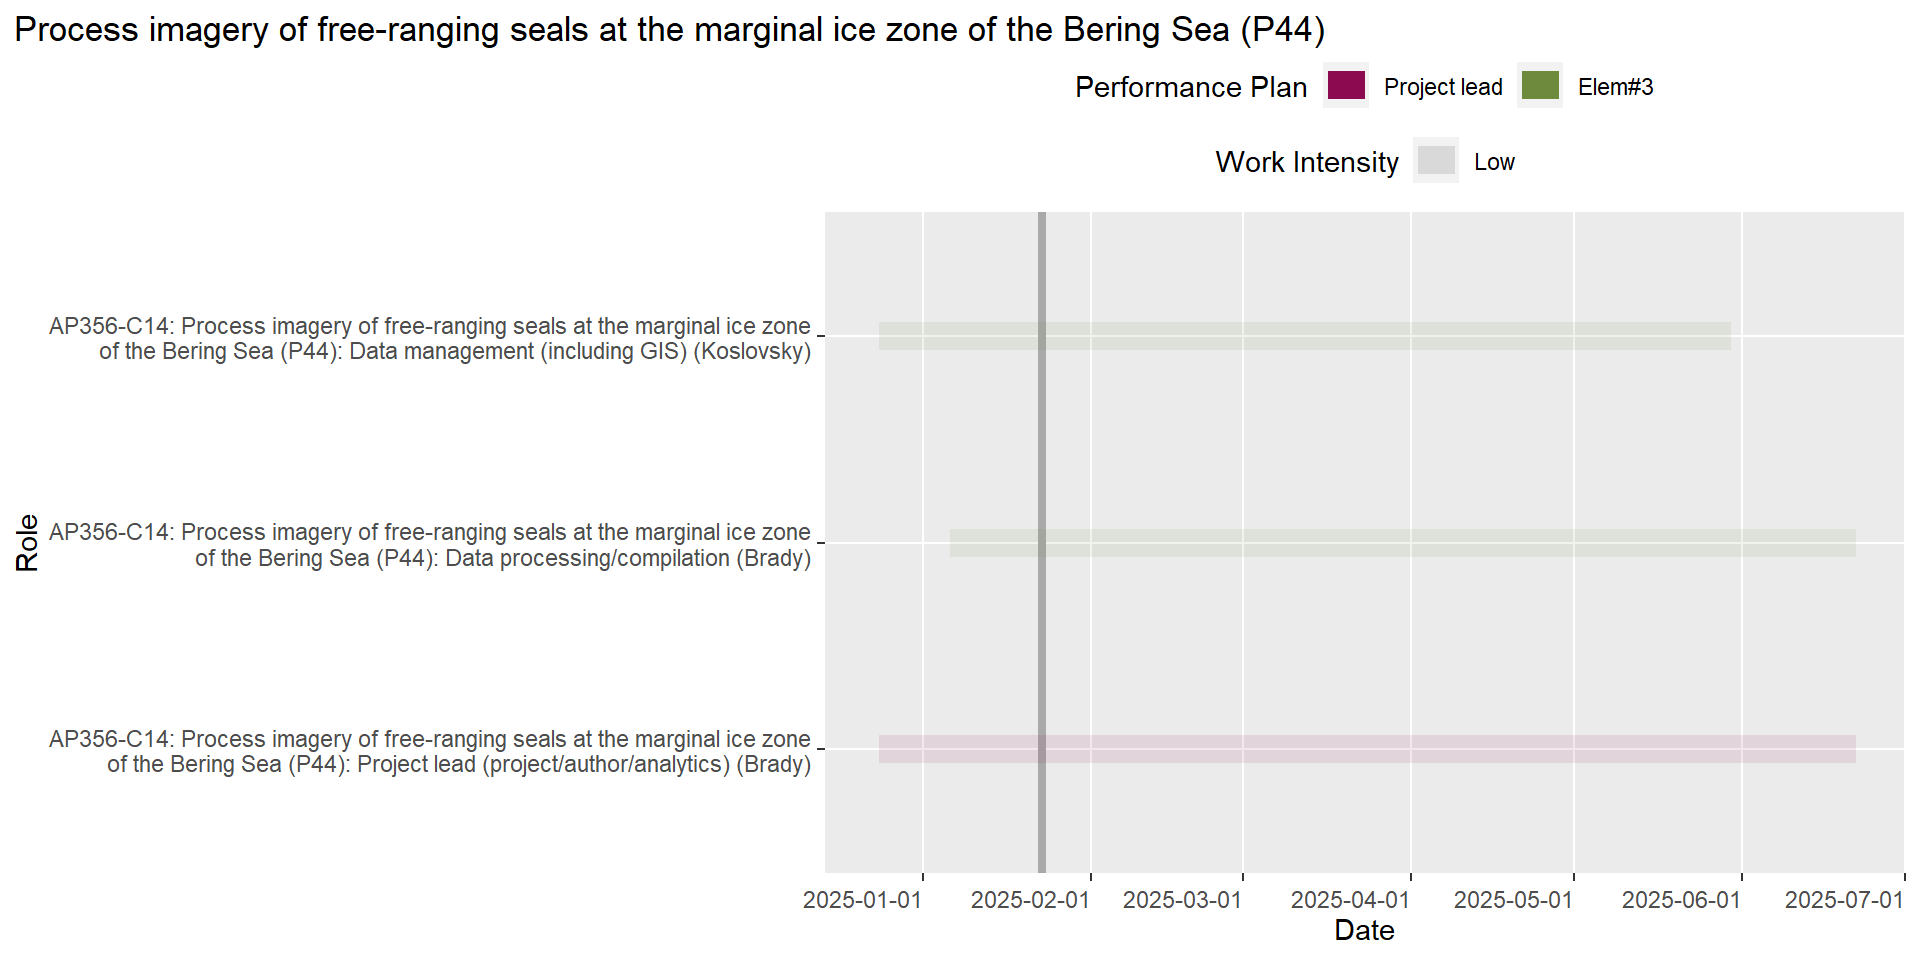 Process imagery of free-ranging seals at the marginal ice zone of the Bering Sea (P44)
Performance Plan Project lead Elem#3
Work Intensity Low
AP356-C14: Process imagery of free-ranging seals at the marginal ice zone
of the Bering Sea (P44): Data management (including GIS) (Koslovsky)
Role
AP356-C14: Process imagery of free-ranging seals at the marginal ice zone
of the Bering Sea (P44): Data processing/compilation (Brady)
AP356-C14: Process imagery of free-ranging seals at the marginal ice zone
of the Bering Sea (P44): Project lead (project/author/analytics) (Brady)
2025-01-01 2025-02-01 2025-03-01 2025-04-01 2025-05-01 2025-06-01 2025-07-01
Date